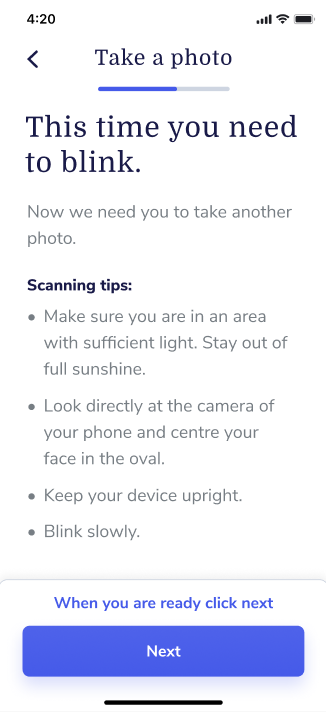 4:20
Take a photo
This time you need
to blink.
Now we need you to take another
photo.
Scanning tips:
• Make sure you are in an area
with sufficient light. Stay out of
full sunshine.
• Look directly at the camera of
your phone and centre your
face in the oval.
• Keep your device upright.
• Blink slowly.
When you are ready click next
Next